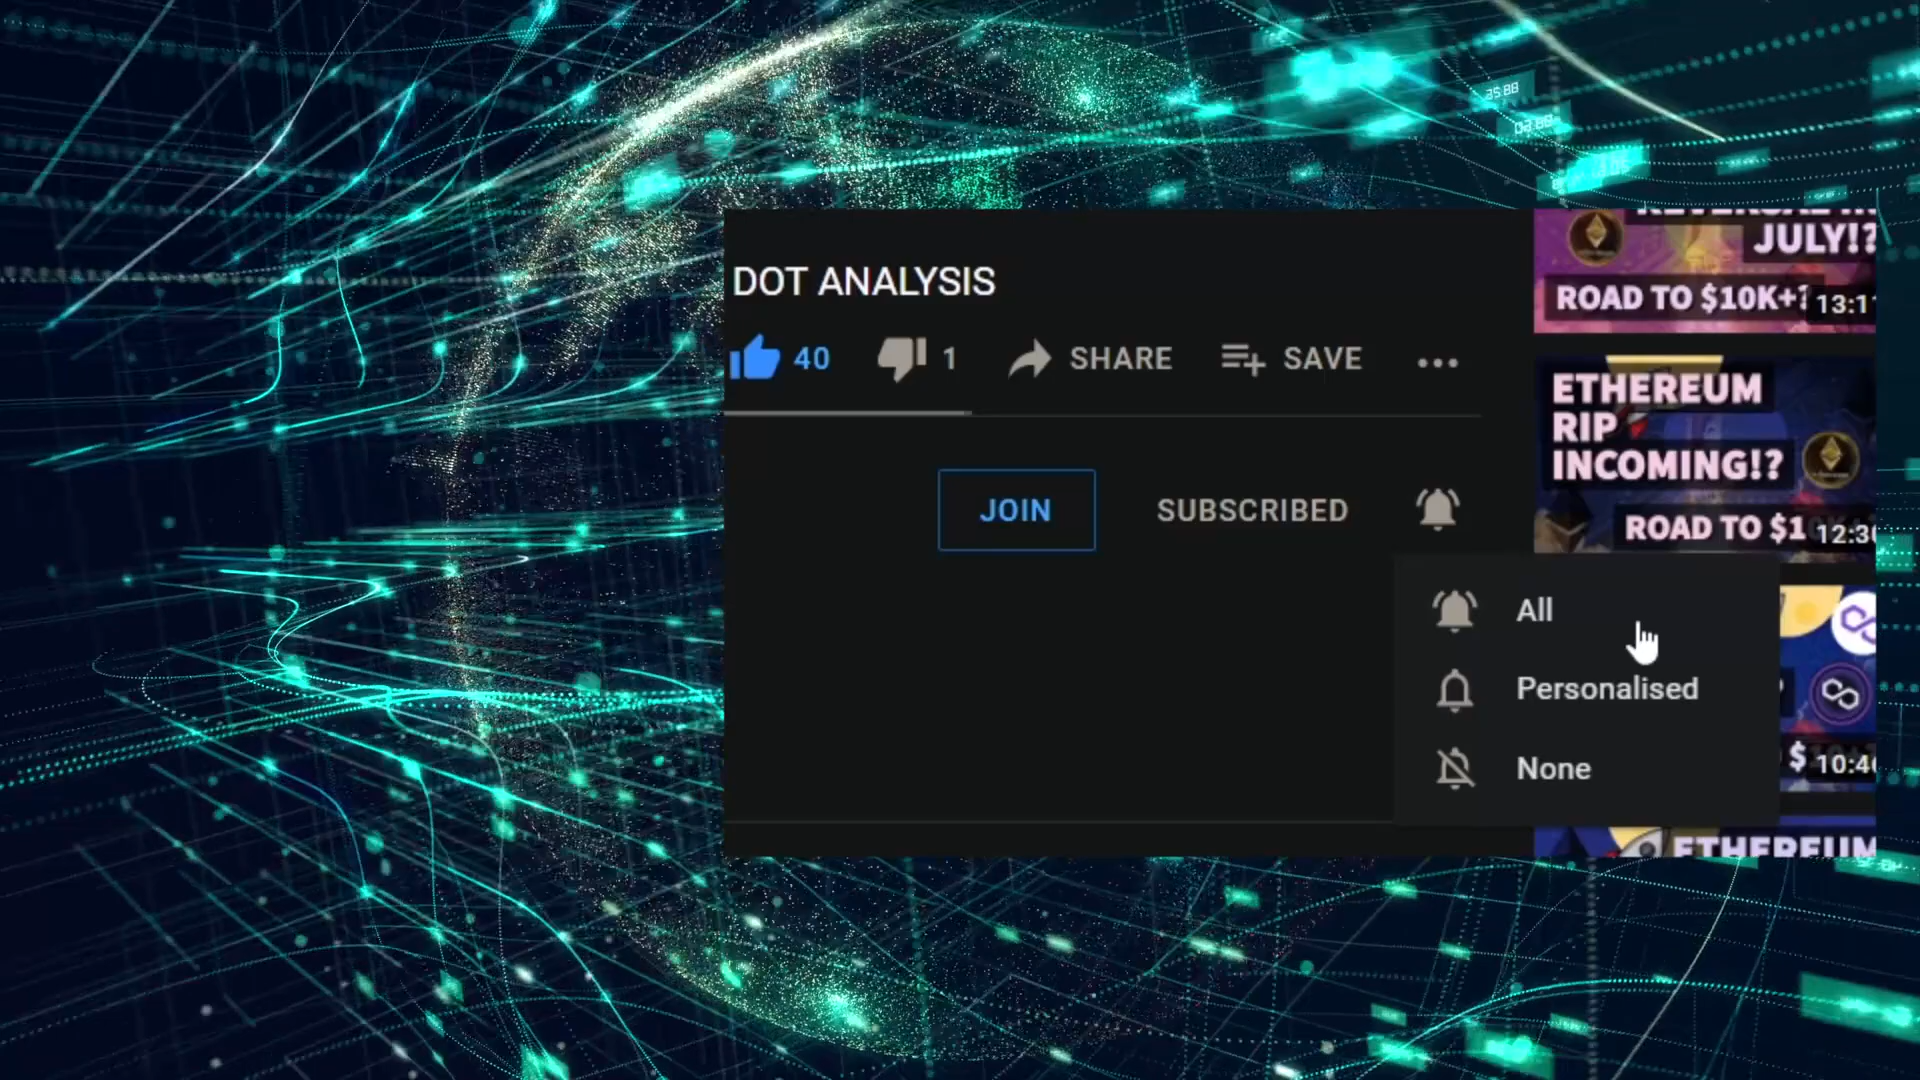 DOT ANALYSIS
40
1
SHARE
SAVE
JOIN
SUBSCRIBED
All
Personalised
None
JULY!?
ROAD TO $10K+?
ETHEREUM
RIP
INCOMING!?
ROAD TO $1
$
ETHEREUM